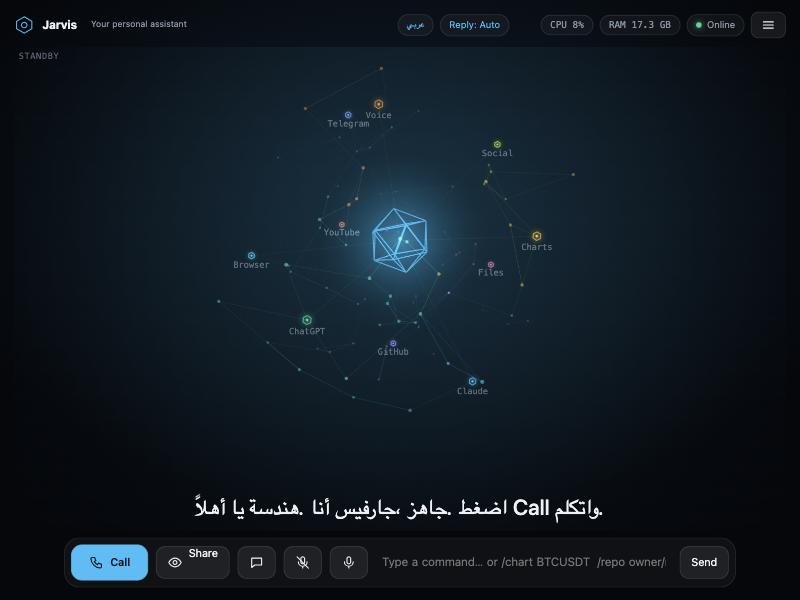 Jarvis Your personal assistant عربي Reply: Auto CPU 8% RAM 17.3 GB Online
STANDBY
Voice
Telegram
Social
YouTube
Charts
Browser
Files
ChatGPT
GitHub
Claude
أهلاً يا هندسة. أنا جارفيس، جاهز. اضغط Call واتكلم.
Call Share Type a command... or /chart BTCUSDT /repo owner/ Send